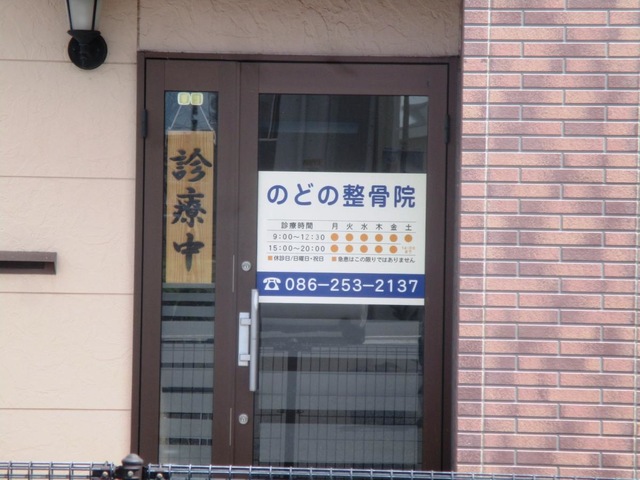 診療中
のどの整骨院
診療時間 月 火 水 木 金 土
9:00〜12:30 ● ● ● ● ● ●
15:00〜20:00 ● ● ● ● ●
■休診日/日曜日・祝日 ■急患はこの限りではありません
☎086-253-2137